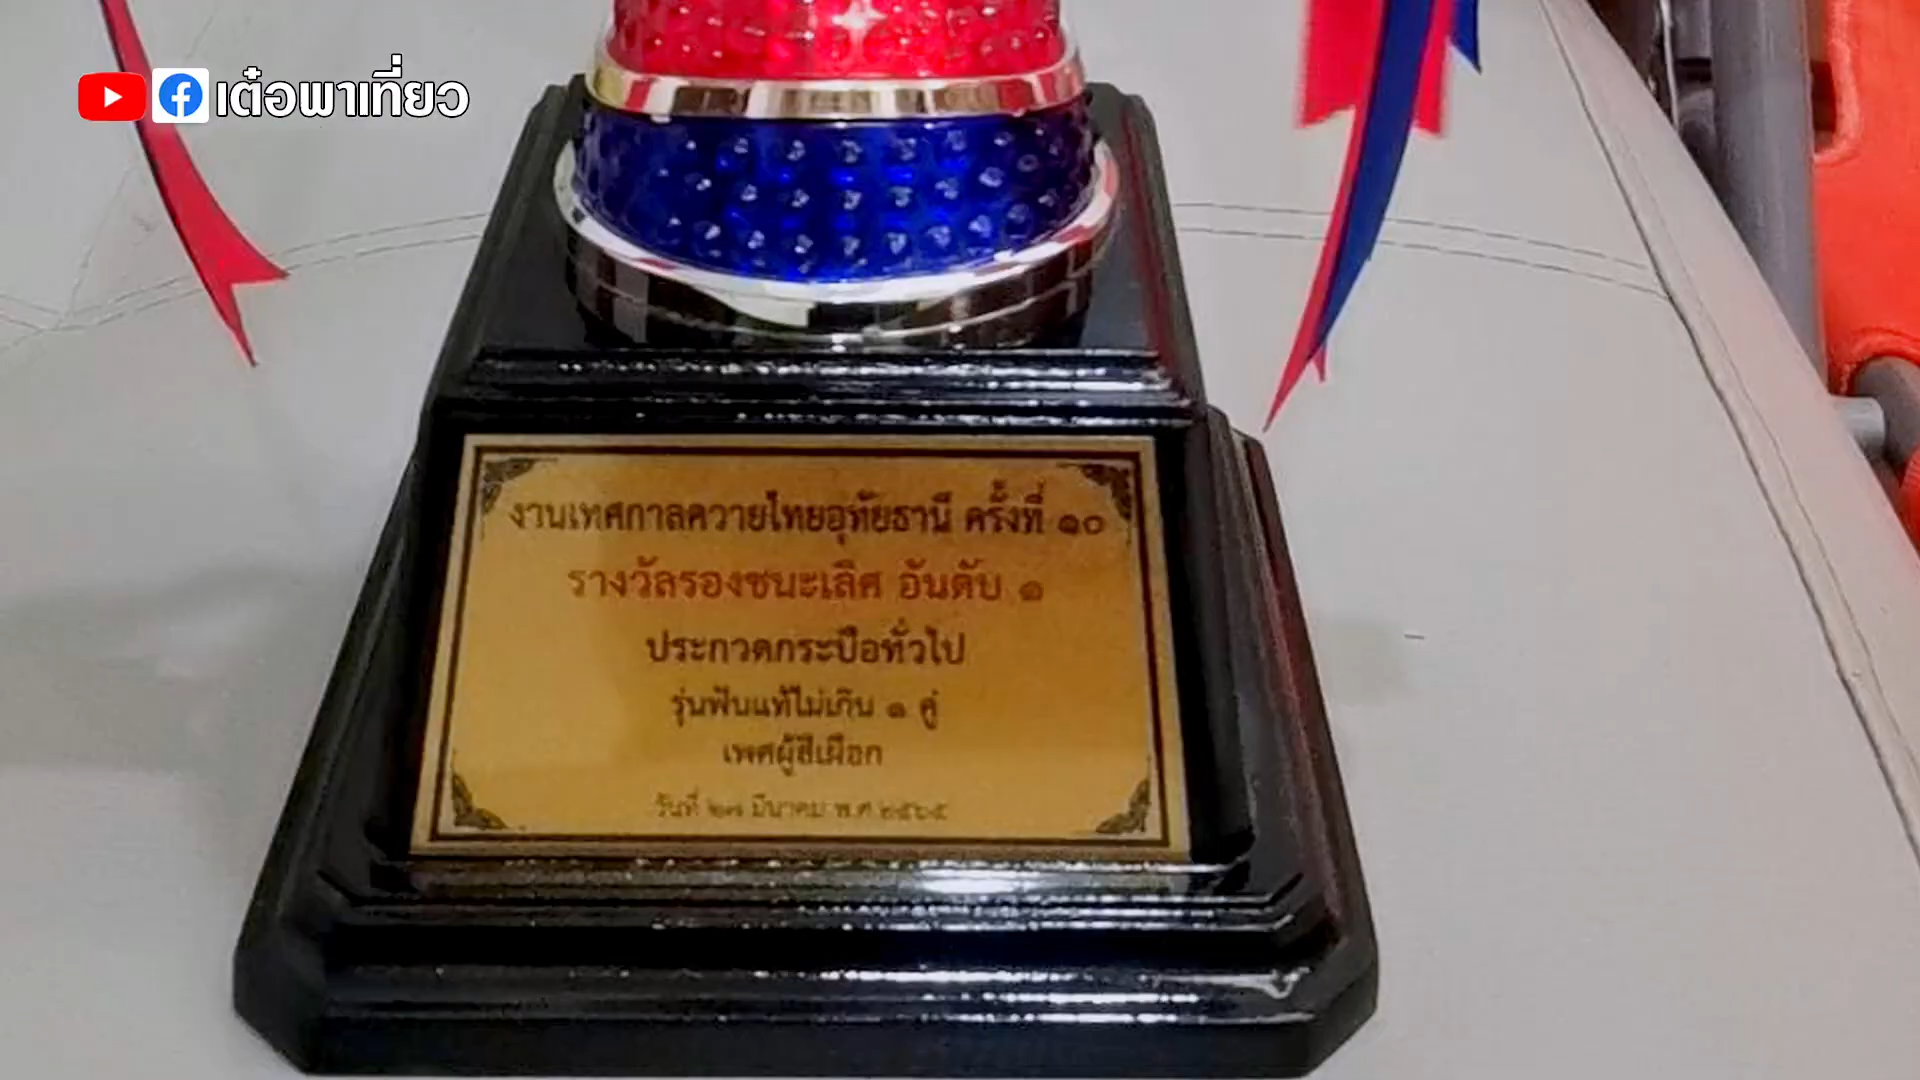 เต๋อพาเที่ยว
งานเทศกาลควายไทยอุทัยธานี ครั้งที่ ๑๐
รางวัลรองชนะเลิศ อันดับ ๑
ประกวดกระบือทั่วไป
รุ่นฟันแท้ไม่เกิน ๑ คู่
เพศผู้สีเผือก
วันที่ ๒๗ มีนาคม พ.ศ ๒๕๖๕